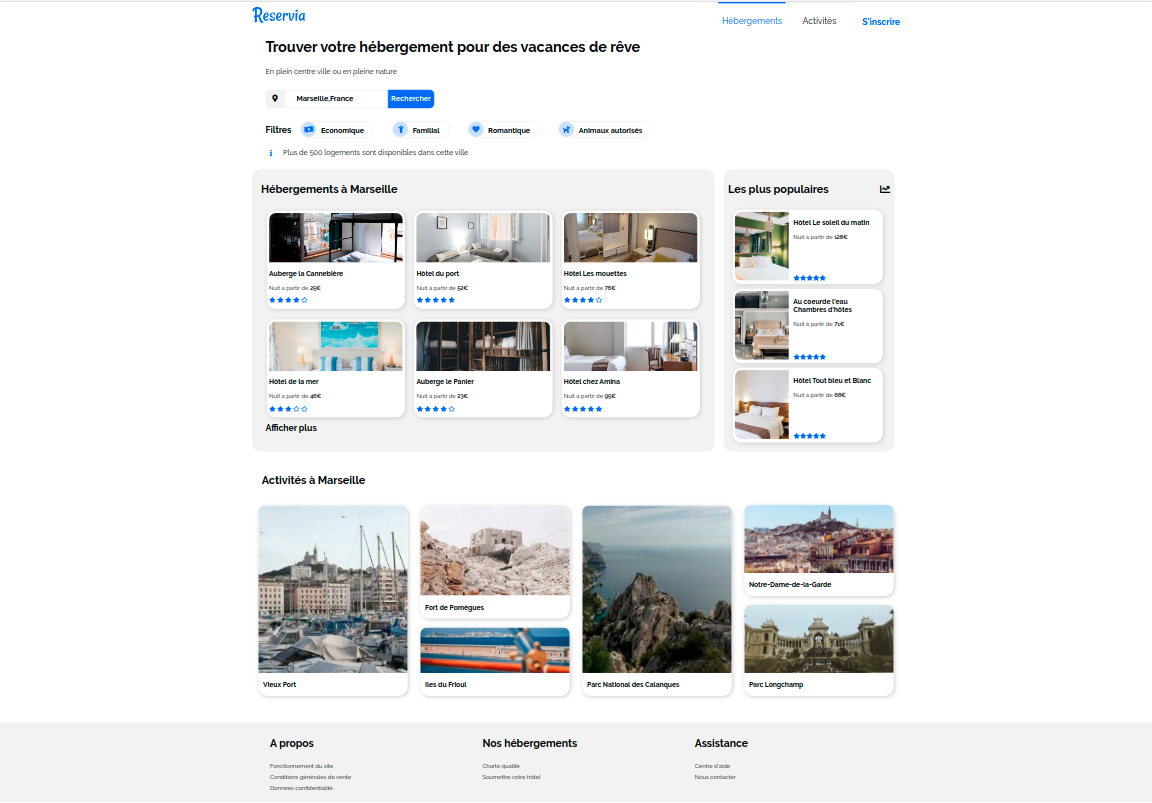 Reservia
Hébergements
Activités
S'inscrire
Trouver votre hébergement pour des vacances de rêve
En plein centre ville ou en pleine nature
Marseille,France
Rechercher
Filtres
Economique
Familial
Romantique
Animaux autorisés
Plus de 500 logements sont disponibles dans cette ville
Hébergements à Marseille
Auberge la Cannebière
Nuit à partir de 25€
Hôtel du port
Nuit à partir de 52€
Hôtel Les mouettes
Nuit à partir de 76€
Hôtel de la mer
Nuit à partir de 46€
Auberge le Panier
Nuit à partir de 23€
Hôtel chez Amina
Nuit à partir de 95€
Afficher plus
Les plus populaires
Hôtel Le soleil du matin
Nuit à partir de 128€
Au coeurde l'eau
Chambres d'hôtes
Nuit à partir de 71€
Hôtel Tout bleu et Blanc
Nuit à partir de 68€
Activités à Marseille
Vieux Port
Fort de Pomègues
Iles du Frioul
Parc National des Calanques
Notre-Dame-de-la-Garde
Parc Longchamp
A propos
Fonctionnement du site
Conditions générales de vente
Données confidentialité
Nos hébergements
Charte qualité
Soumettre votre hôtel
Assistance
Centre d'aide
Nous contacter